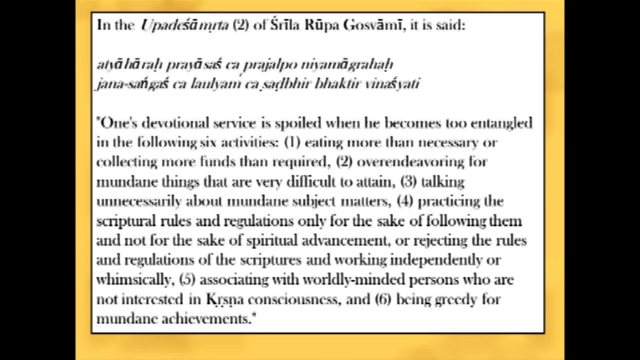 In the Upadeśāmṛta (2) of Śrīla Rūpa Gosvāmī, it is said:
atyāhāraḥ prayāsaś ca prajalpo niyamāgrahaḥ
jana-saṅgaś ca laulyaṁ ca ṣaḍbhir bhaktir vinaśyati
"One's devotional service is spoiled when he becomes too entangled
in the following six activities: (1) eating more than necessary or
collecting more funds than required, (2) overendeavoring for
mundane things that are very difficult to attain, (3) talking
unnecessarily about mundane subject matters, (4) practicing the
scriptural rules and regulations only for the sake of following them
and not for the sake of spiritual advancement, or rejecting the rules
and regulations of the scriptures and working independently or
whimsically, (5) associating with worldly-minded persons who are
not interested in Kṛṣṇa consciousness, and (6) being greedy for
mundane achievements."